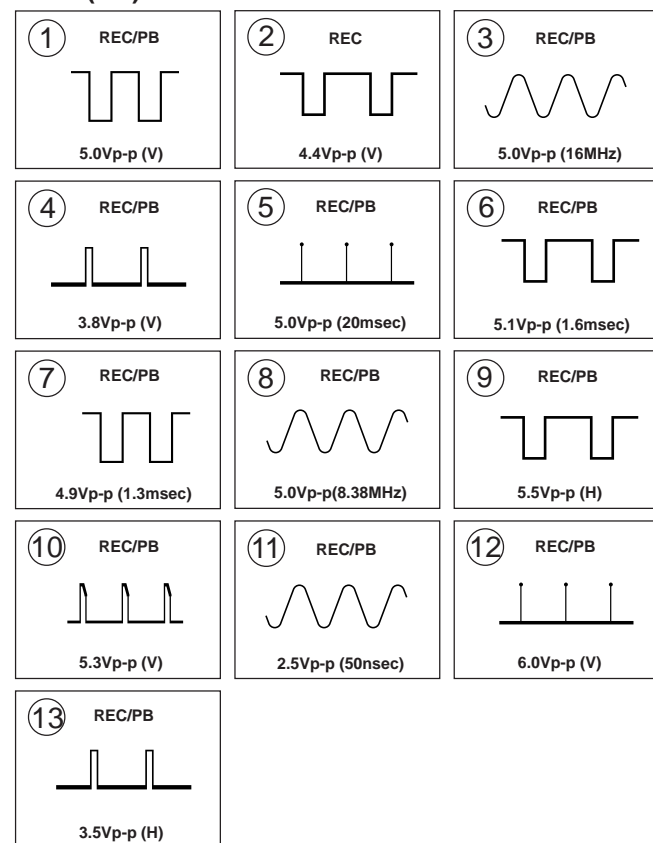 ① REC/PB
5.0Vp-p (V)
② REC
4.4Vp-p (V)
③ REC/PB
5.0Vp-p (16MHz)
④ REC/PB
3.8Vp-p (V)
⑤ REC/PB
5.0Vp-p (20msec)
⑥ REC/PB
5.1Vp-p (1.6msec)
⑦ REC/PB
4.9Vp-p (1.3msec)
⑧ REC/PB
5.0Vp-p(8.38MHz)
⑨ REC/PB
5.5Vp-p (H)
⑩ REC/PB
5.3Vp-p (V)
⑪ REC/PB
2.5Vp-p (50nsec)
⑫ REC/PB
6.0Vp-p (V)
⑬ REC/PB
3.5Vp-p (H)